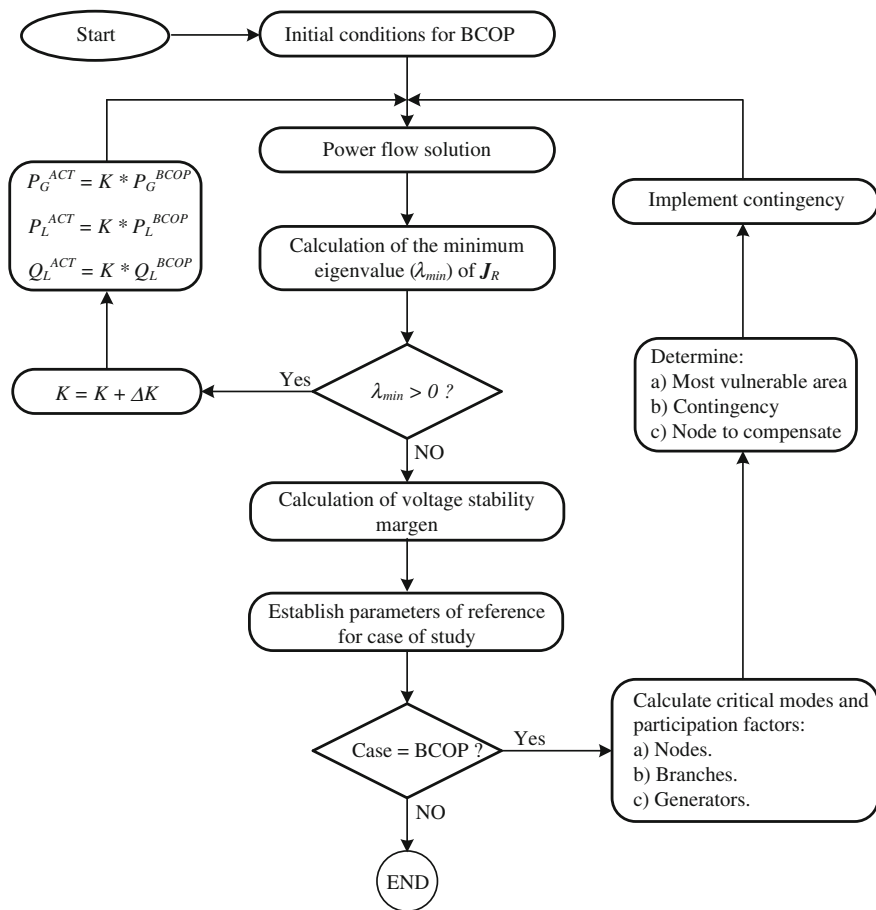 Start
Initial conditions for BCOP
Power flow solution
P_G^ACT = K * P_G^BCOP
P_L^ACT = K * P_L^BCOP
Q_L^ACT = K * Q_L^BCOP
Implement contingency
Calculation of the minimum
eigenvalue (λ_min) of J_R
Determine:
a) Most vulnerable area
b) Contingency
c) Node to compensate
K = K + ΔK
Yes
λ_min > 0 ?
NO
Calculation of voltage stability
margen
Establish parameters of reference
for case of study
Case = BCOP ?
Yes
Calculate critical modes and
participation factors:
a) Nodes.
b) Branches.
c) Generators.
NO
END